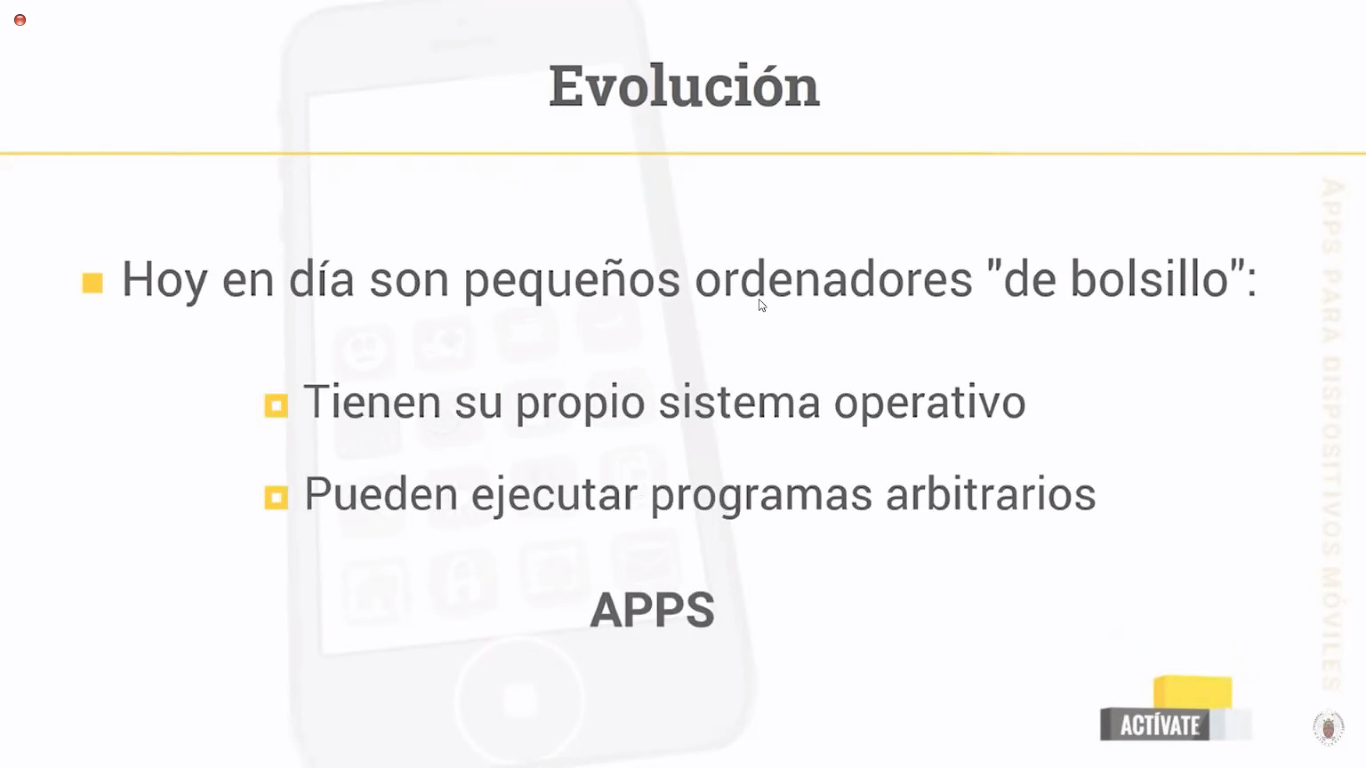 Evolución
Hoy en día son pequeños ordenadores "de bolsillo":
Tienen su propio sistema operativo
Pueden ejecutar programas arbitrarios
APPS
APPS PARA DISPOSITIVOS MÓVILES
ACTÍVATE